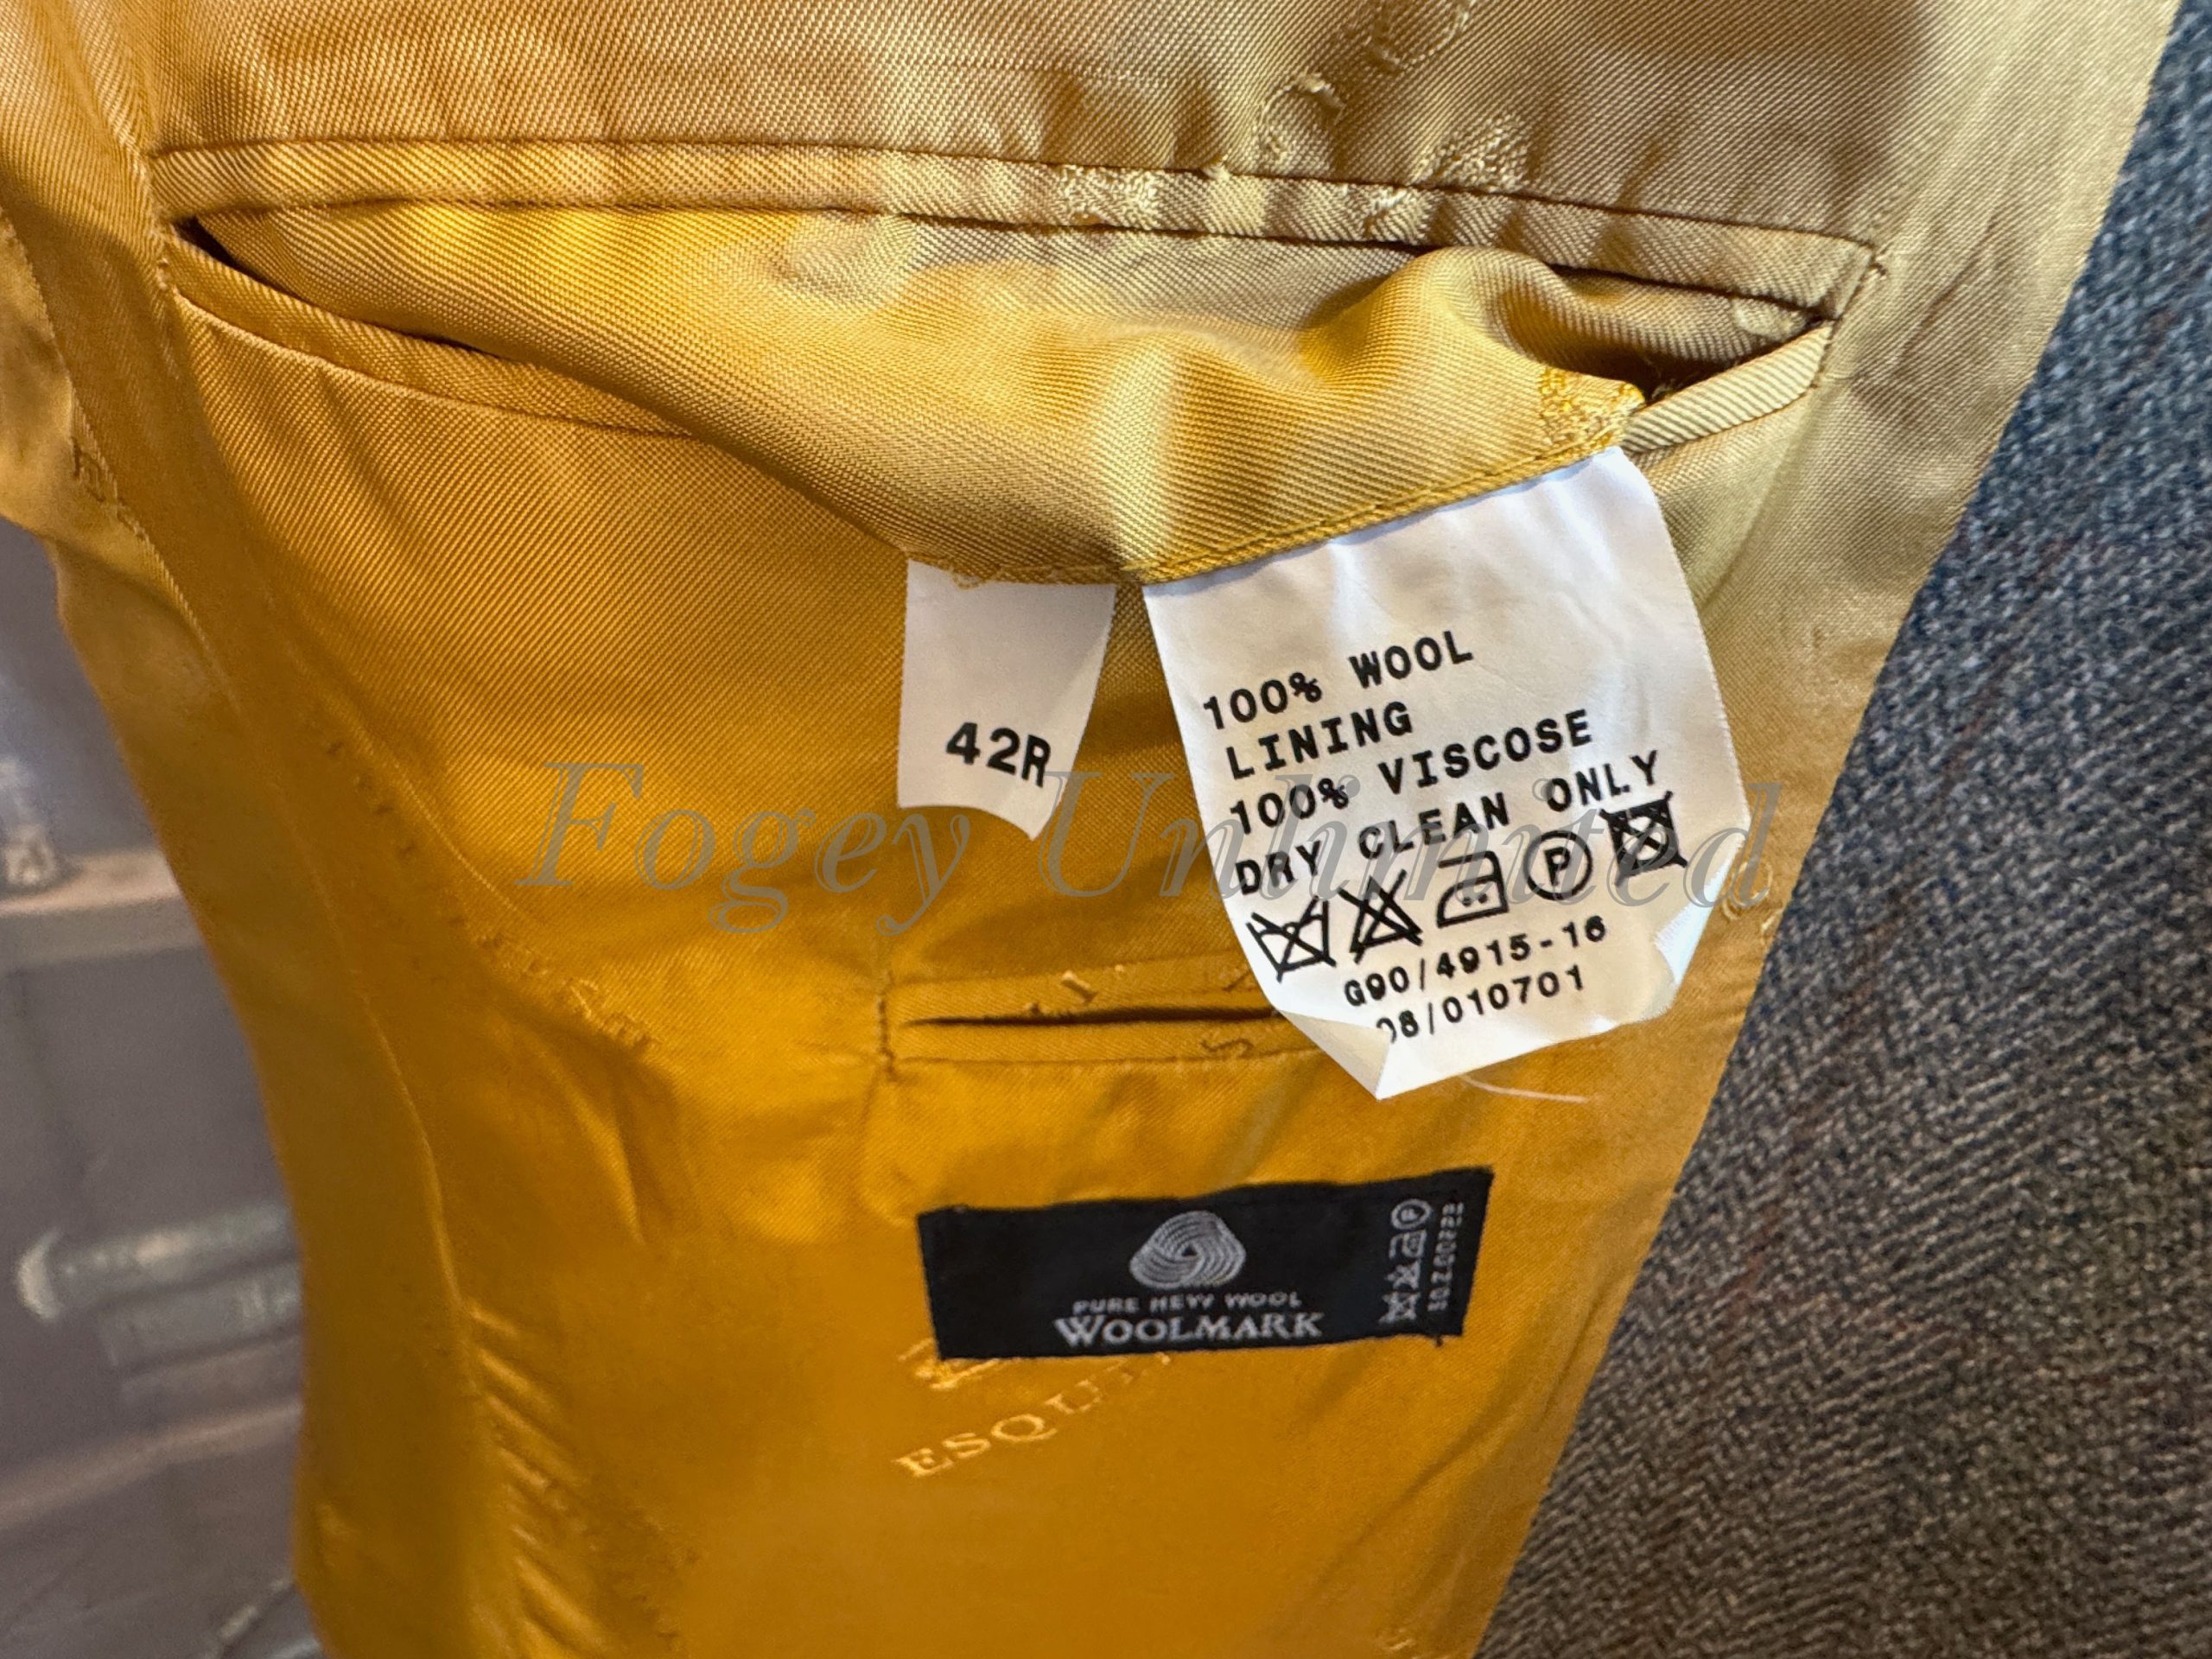 42R
100% WOOL
LINING
100% VISCOSE
DRY CLEAN ONLY
P
G90/4915-16
08/010701
Fogey Unlimited
PURE NEW WOOL
WOOLMARK
P